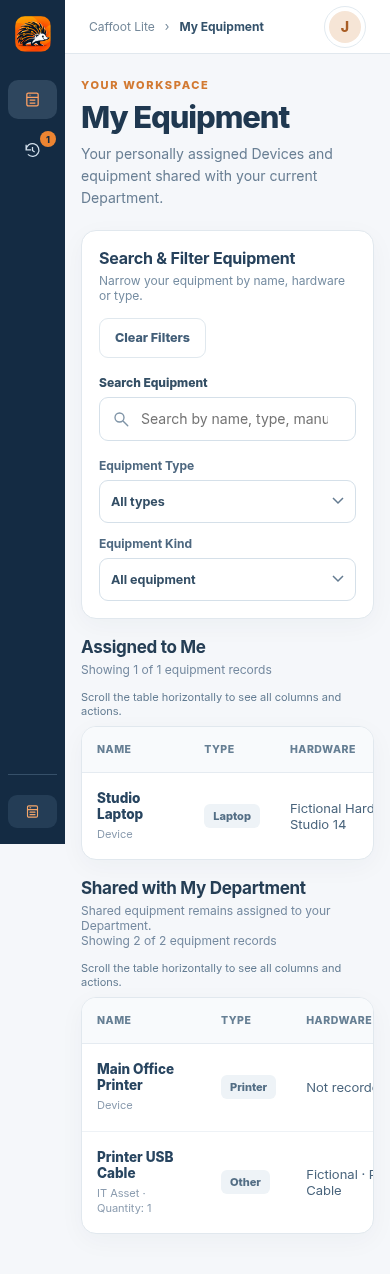 Caffoot Lite › My Equipment
J
1
YOUR WORKSPACE
My Equipment
Your personally assigned Devices and
equipment shared with your current
Department.
Search & Filter Equipment
Narrow your equipment by name, hardware
or type.
Clear Filters
Search Equipment
Search by name, type, manu
Equipment Type
All types
Equipment Kind
All equipment
Assigned to Me
Showing 1 of 1 equipment records
Scroll the table horizontally to see all columns and
actions.
NAME TYPE HARDWARE
Studio
Laptop
Device
Laptop
Fictional Hard
Studio 14
Shared with My Department
Shared equipment remains assigned to your
Department.
Showing 2 of 2 equipment records
Scroll the table horizontally to see all columns and
actions.
NAME TYPE HARDWARE
Main Office
Printer
Device
Printer
Not recorde
Printer USB
Cable
IT Asset ·
Quantity: 1
Other
Fictional · P
Cable